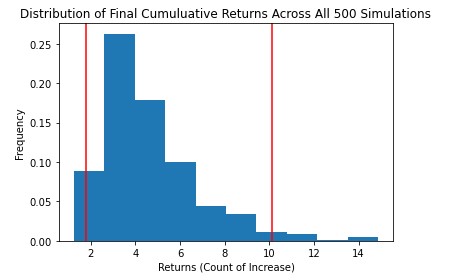 Distribution of Final Cumuluative Returns Across All 500 Simulations
Frequency
0.25
0.20
0.15
0.10
0.05
0.00
2 4 6 8 10 12 14
Returns (Count of Increase)